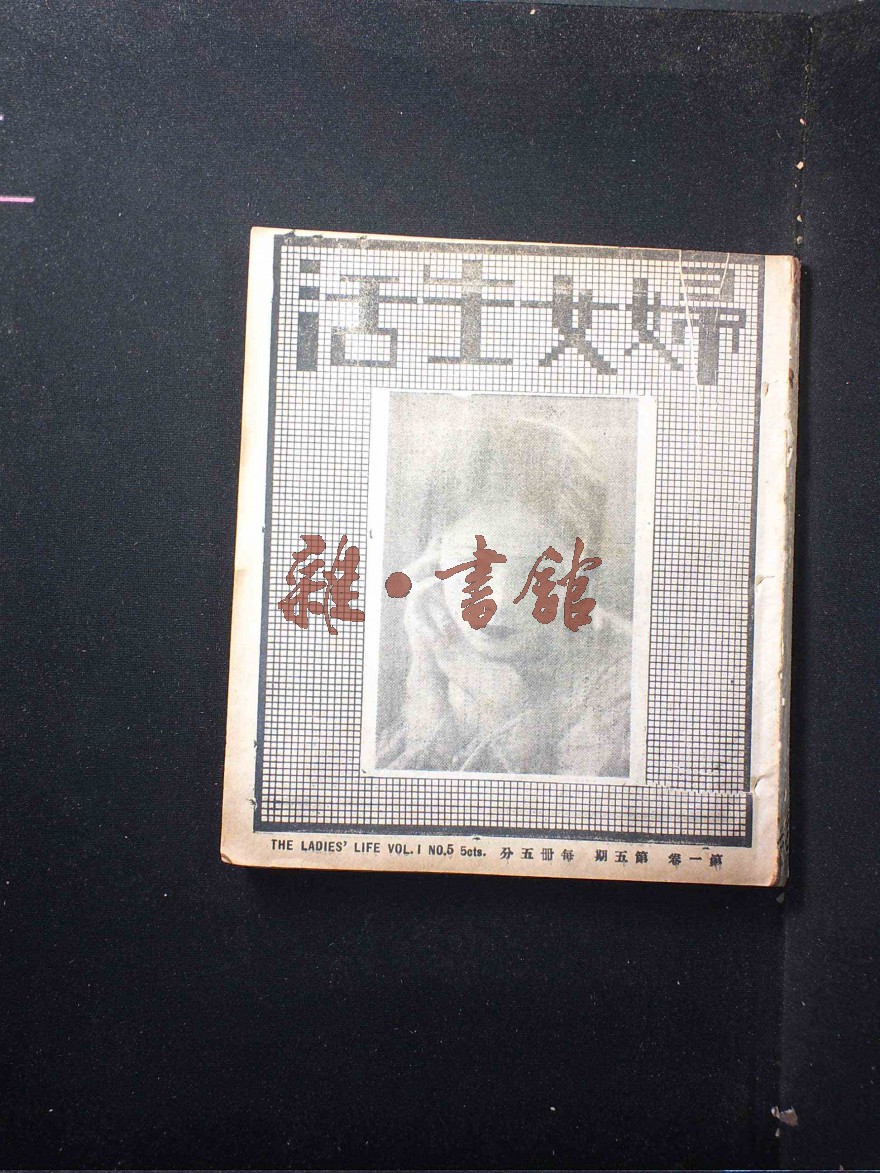 婦女生活
雜·書館
THE LADIES' LIFE VOL. I NO.5 5cts. 第一卷 第五期 每冊五分